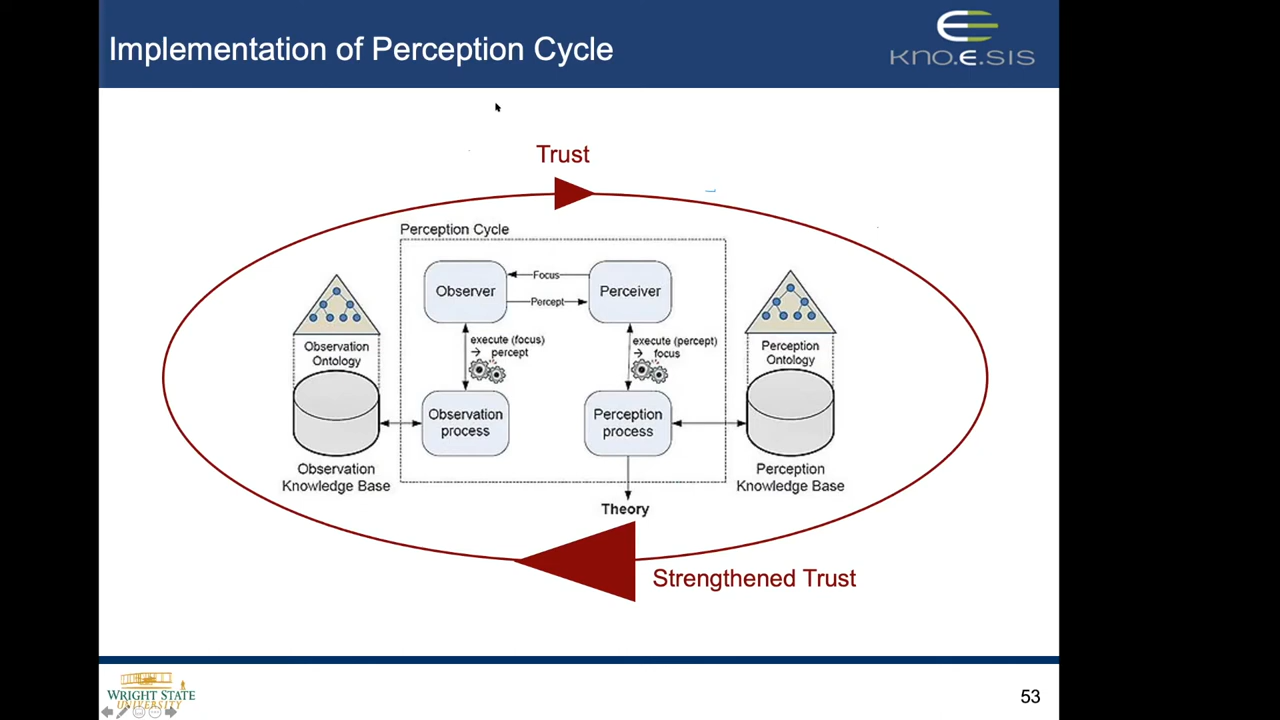 Implementation of Perception Cycle
KNO.E.SIS
Trust
Perception Cycle
Observer
Focus
Percept
Perceiver
execute (focus)
→ percept
execute (percept)
→ focus
Observation
Ontology
Perception
Ontology
Observation
process
Perception
process
Observation
Knowledge Base
Perception
Knowledge Base
Theory
Strengthened Trust
WRIGHT STATE
UNIVERSITY
53